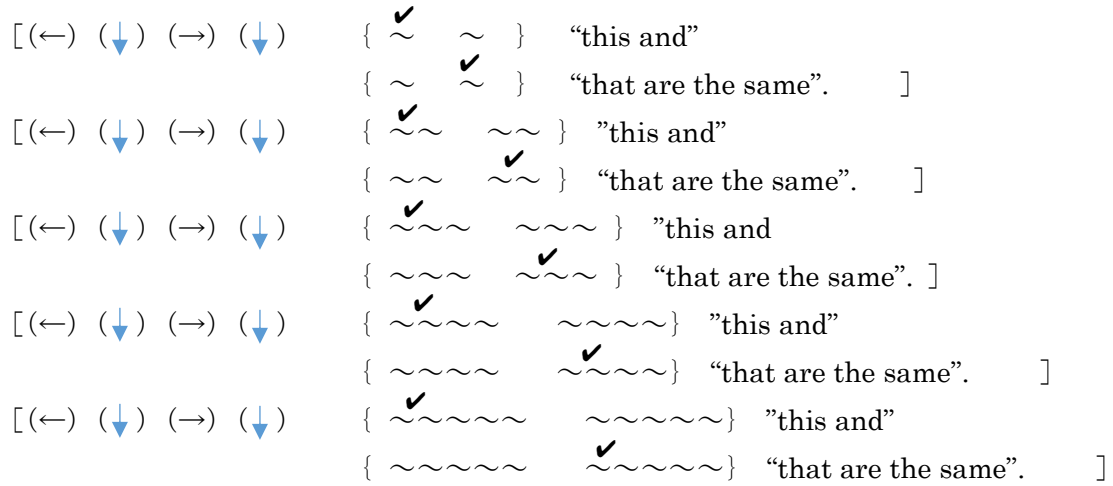 [(←) (↓) (→) (↓) { ✔∼ ∼ } “this and”
{ ∼ ✔∼ } “that are the same”. ]
[(←) (↓) (→) (↓) { ✔∼∼ ∼∼ } ”this and”
{ ∼∼ ✔∼∼ } “that are the same”. ]
[(←) (↓) (→) (↓) { ✔∼∼∼ ∼∼∼ } ”this and
{ ∼∼∼ ✔∼∼∼ } “that are the same”. ]
[(←) (↓) (→) (↓) { ✔∼∼∼∼ ∼∼∼∼} ”this and”
{ ∼∼∼∼ ✔∼∼∼∼} “that are the same”. ]
[(←) (↓) (→) (↓) { ✔∼∼∼∼∼ ∼∼∼∼∼} ”this and”
{ ∼∼∼∼∼ ✔∼∼∼∼∼} “that are the same”. ]